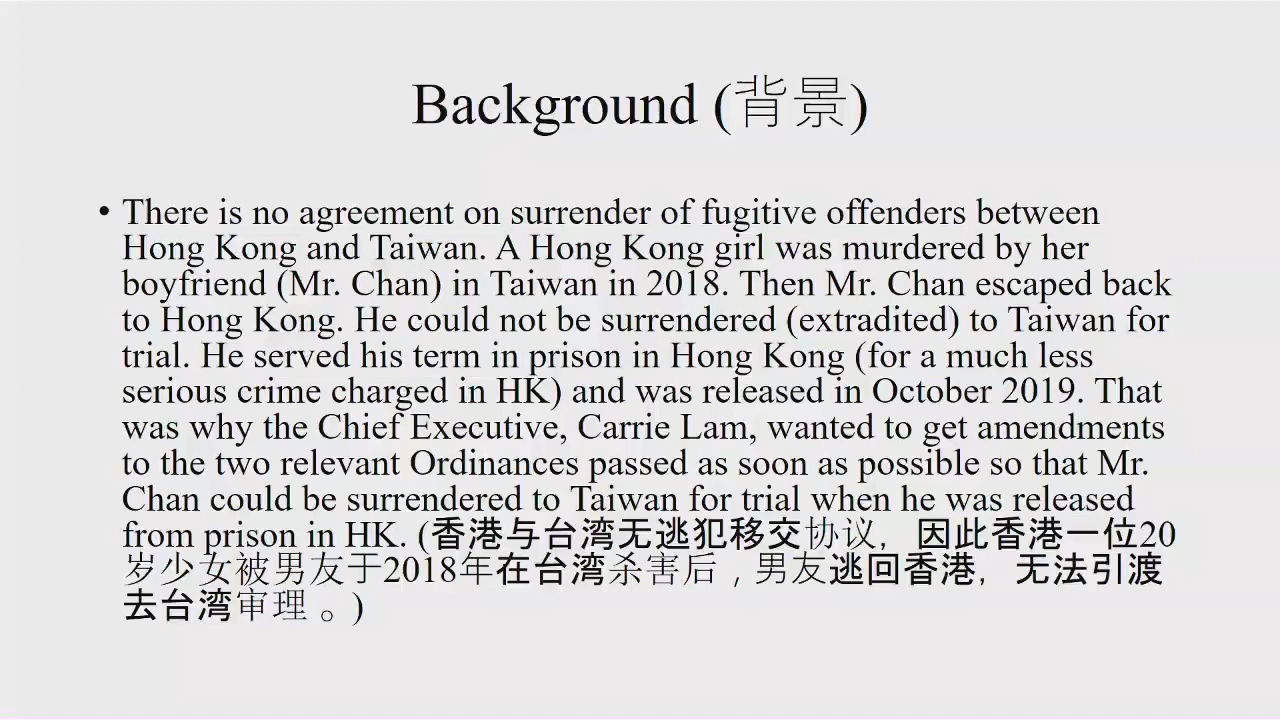 Background (背景)
• There is no agreement on surrender of fugitive offenders between
Hong Kong and Taiwan. A Hong Kong girl was murdered by her
boyfriend (Mr. Chan) in Taiwan in 2018. Then Mr. Chan escaped back
to Hong Kong. He could not be surrendered (extradited) to Taiwan for
trial. He served his term in prison in Hong Kong (for a much less
serious crime charged in HK) and was released in October 2019. That
was why the Chief Executive, Carrie Lam, wanted to get amendments
to the two relevant Ordinances passed as soon as possible so that Mr.
Chan could be surrendered to Taiwan for trial when he was released
from prison in HK. (香港与台湾无逃犯移交协议，因此香港一位20
岁少女被男友于2018年在台湾杀害后，男友逃回香港，无法引渡
去台湾审理 。)